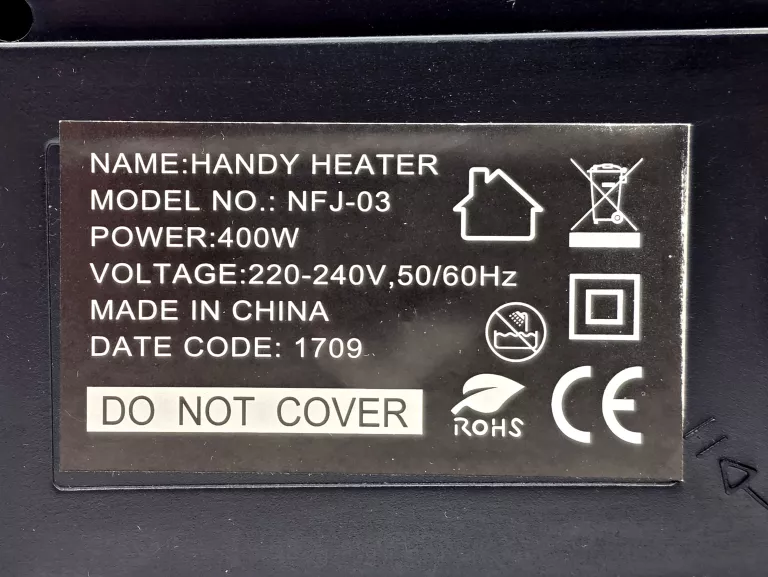 NAME:HANDY HEATER
MODEL NO.: NFJ-03
POWER:400W
VOLTAGE:220-240V,50/60Hz
MADE IN CHINA
DATE CODE: 1709
DO NOT COVER
ROHS
CE